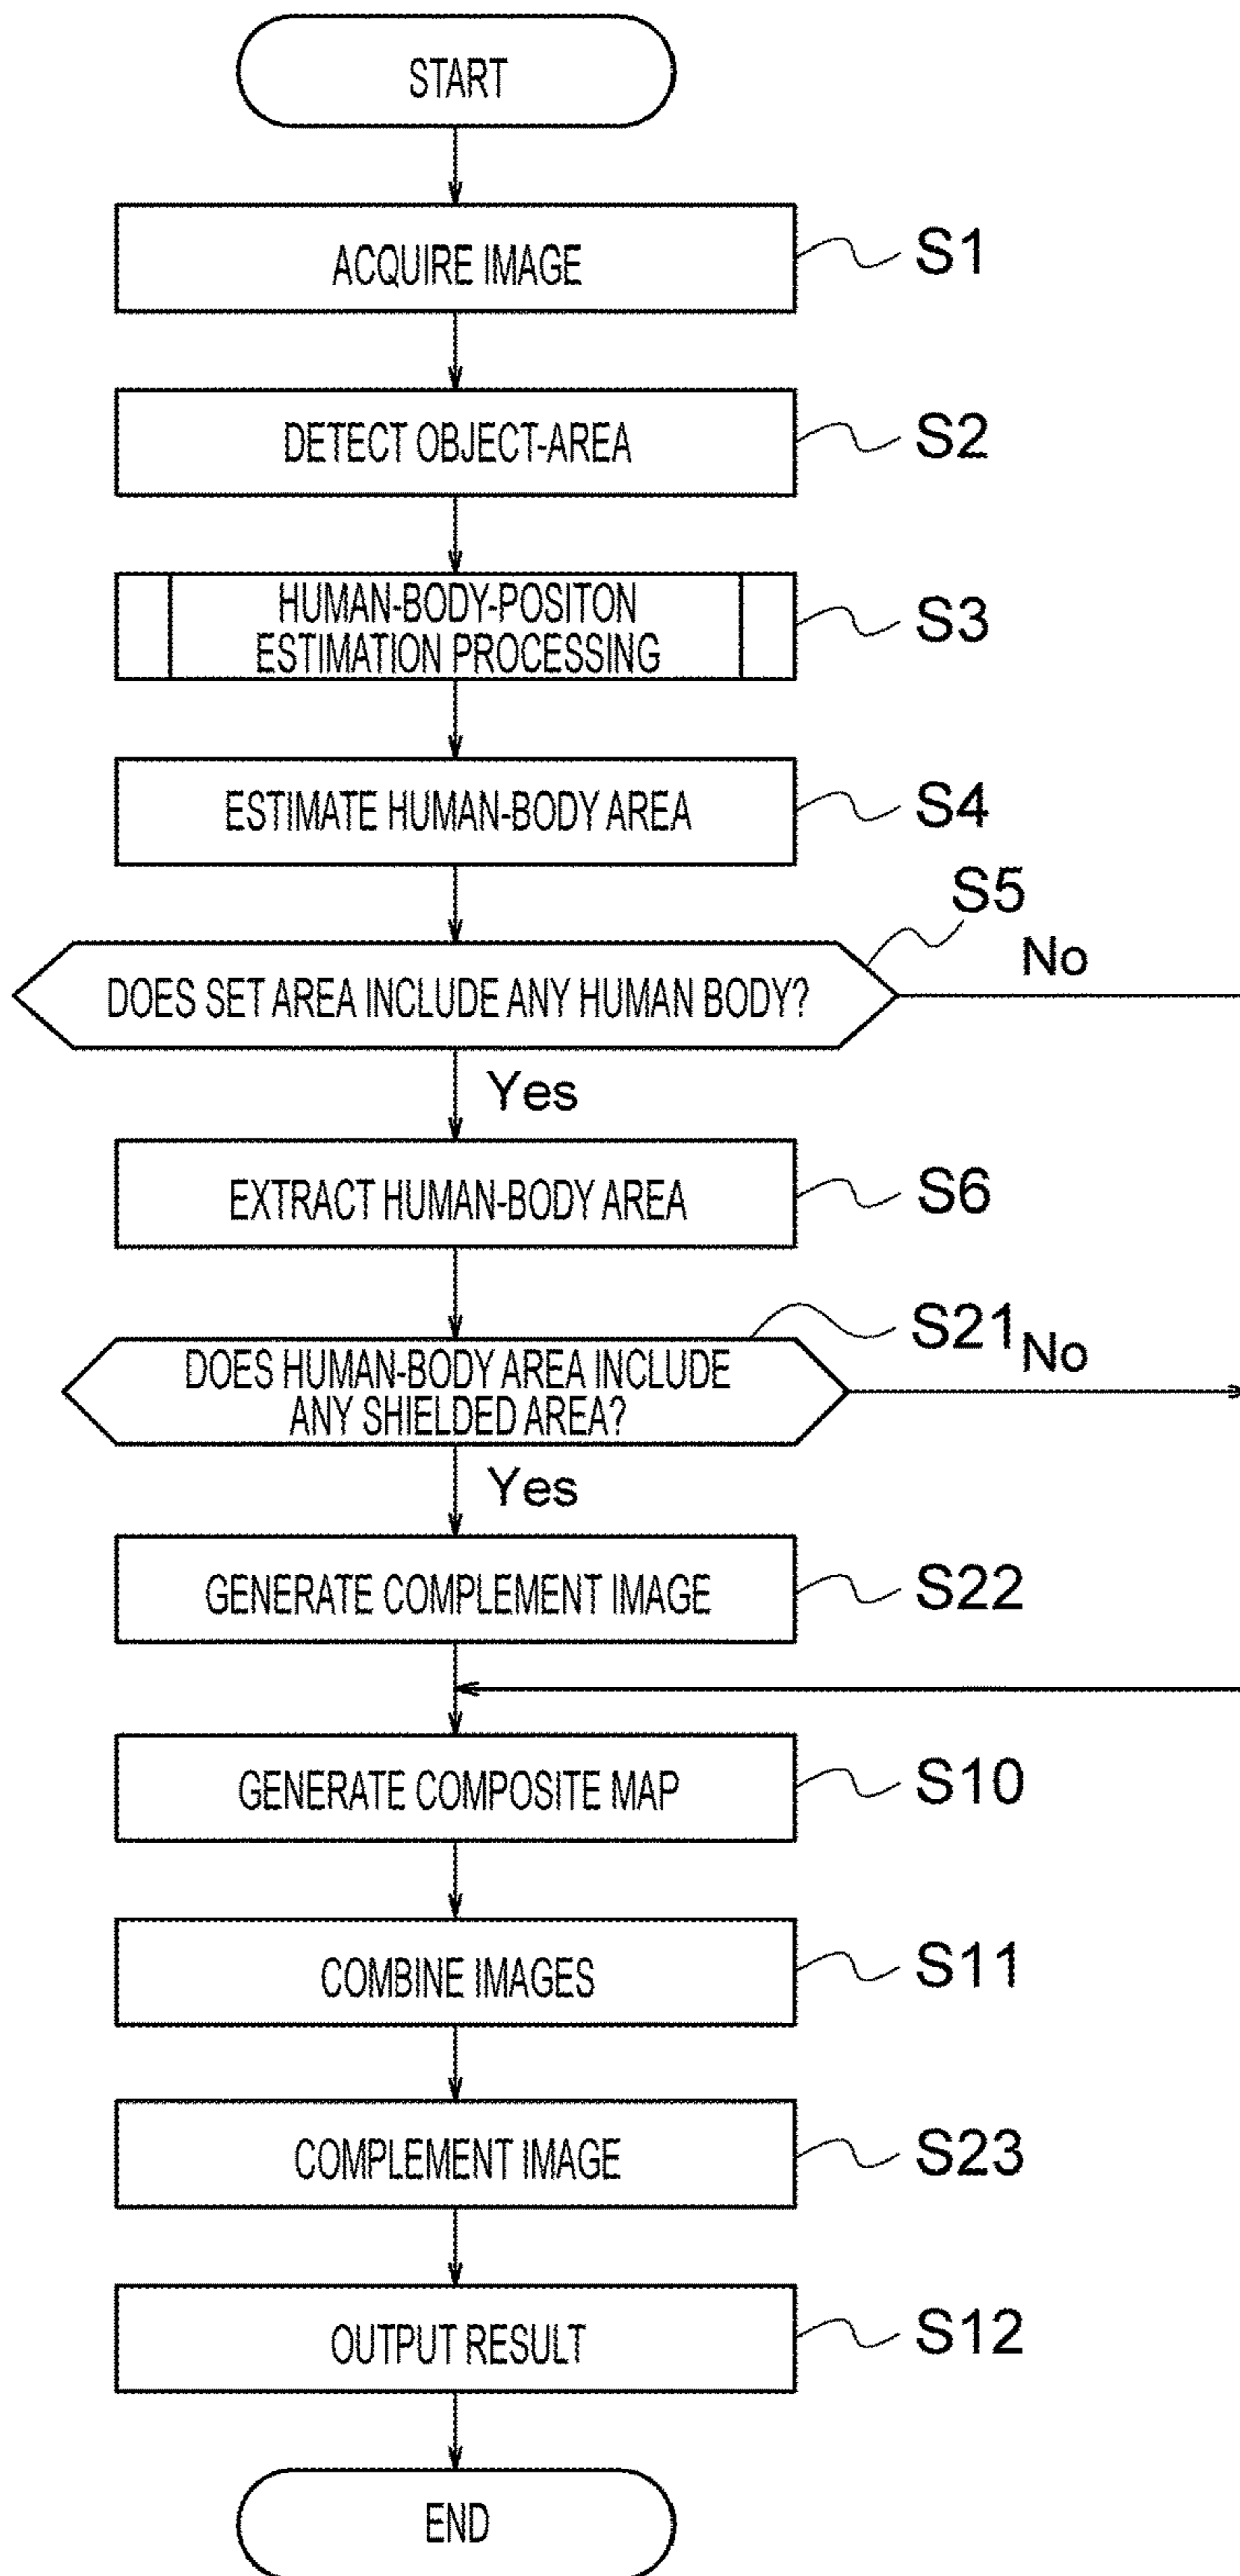 START
ACQUIRE IMAGE
S1
DETECT OBJECT-AREA
S2
HUMAN-BODY-POSITON
ESTIMATION PROCESSING
S3
ESTIMATE HUMAN-BODY AREA
S4
S5
DOES SET AREA INCLUDE ANY HUMAN BODY?
No
Yes
EXTRACT HUMAN-BODY AREA
S6
S21
No
DOES HUMAN-BODY AREA INCLUDE
ANY SHIELDED AREA?
Yes
GENERATE COMPLEMENT IMAGE
S22
GENERATE COMPOSITE MAP
S10
COMBINE IMAGES
S11
COMPLEMENT IMAGE
S23
OUTPUT RESULT
S12
END